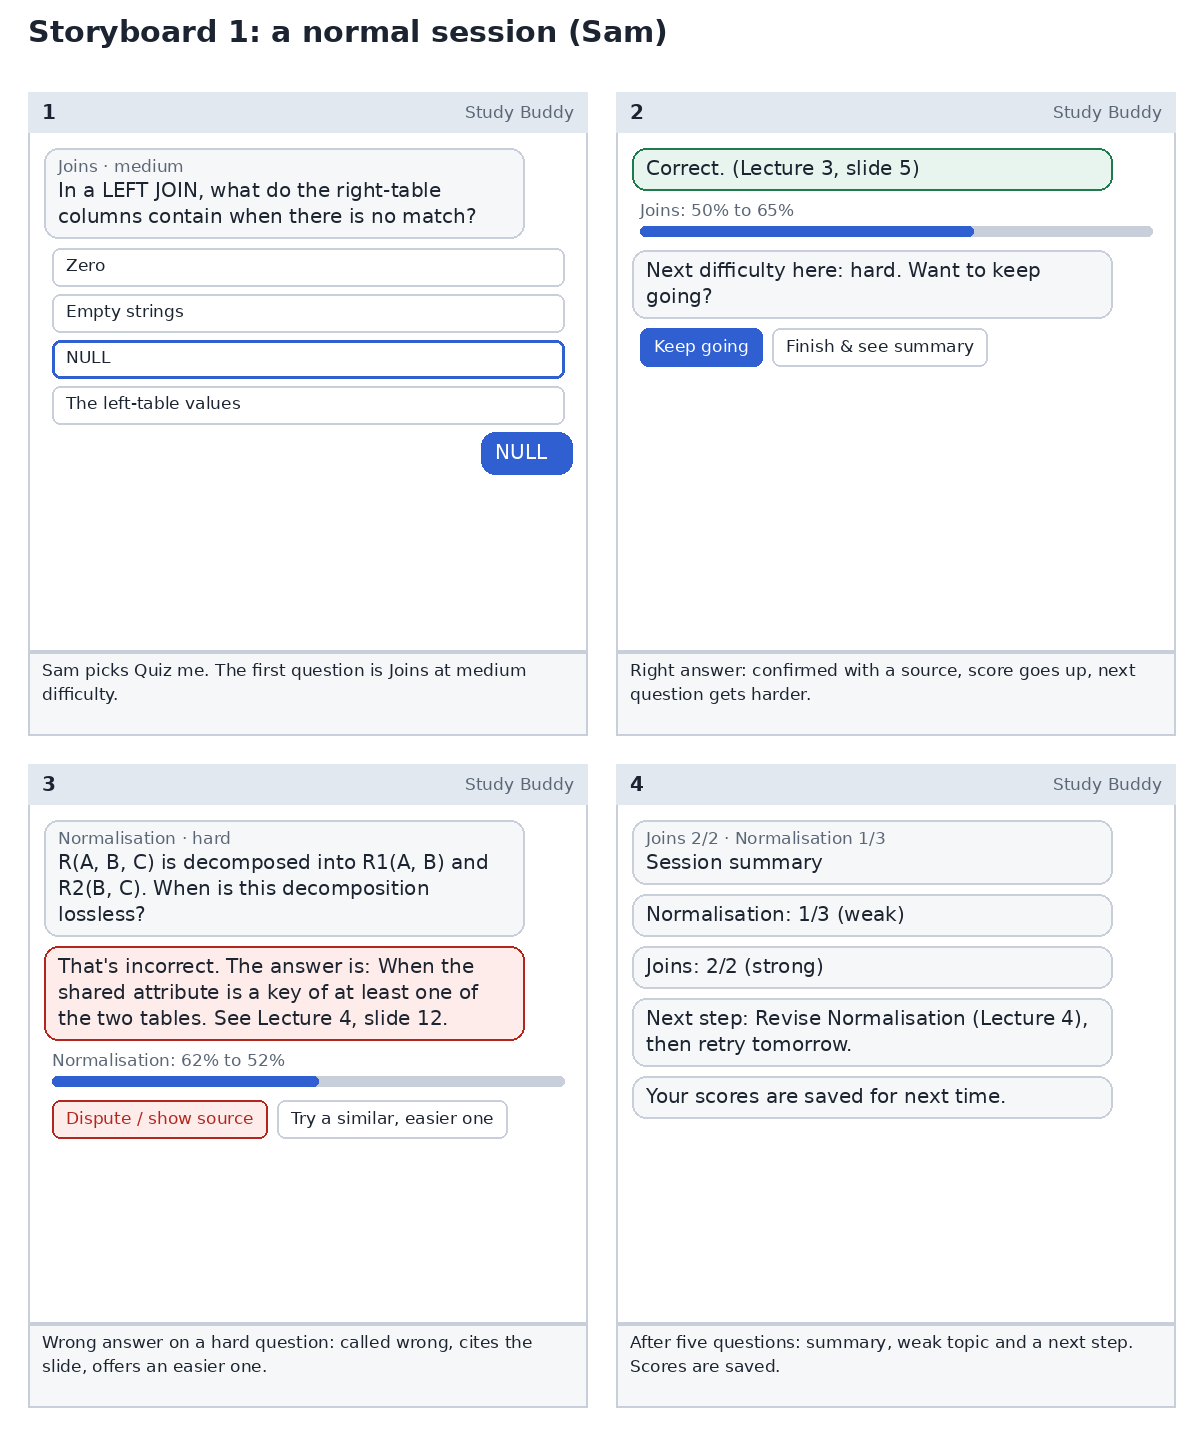 Storyboard 1: a normal session (Sam)
1
Study Buddy
Joins · medium
In a LEFT JOIN, what do the right-table
columns contain when there is no match?
Zero
Empty strings
NULL
The left-table values
NULL
Sam picks Quiz me. The first question is Joins at medium
difficulty.
2
Study Buddy
Correct. (Lecture 3, slide 5)
Joins: 50% to 65%
Next difficulty here: hard. Want to keep
going?
Keep going
Finish & see summary
Right answer: confirmed with a source, score goes up, next
question gets harder.
3
Study Buddy
Normalisation · hard
R(A, B, C) is decomposed into R1(A, B) and
R2(B, C). When is this decomposition
lossless?
That's incorrect. The answer is: When the
shared attribute is a key of at least one of
the two tables. See Lecture 4, slide 12.
Normalisation: 62% to 52%
Dispute / show source
Try a similar, easier one
Wrong answer on a hard question: called wrong, cites the
slide, offers an easier one.
4
Study Buddy
Joins 2/2 · Normalisation 1/3
Session summary
Normalisation: 1/3 (weak)
Joins: 2/2 (strong)
Next step: Revise Normalisation (Lecture 4),
then retry tomorrow.
Your scores are saved for next time.
After five questions: summary, weak topic and a next step.
Scores are saved.